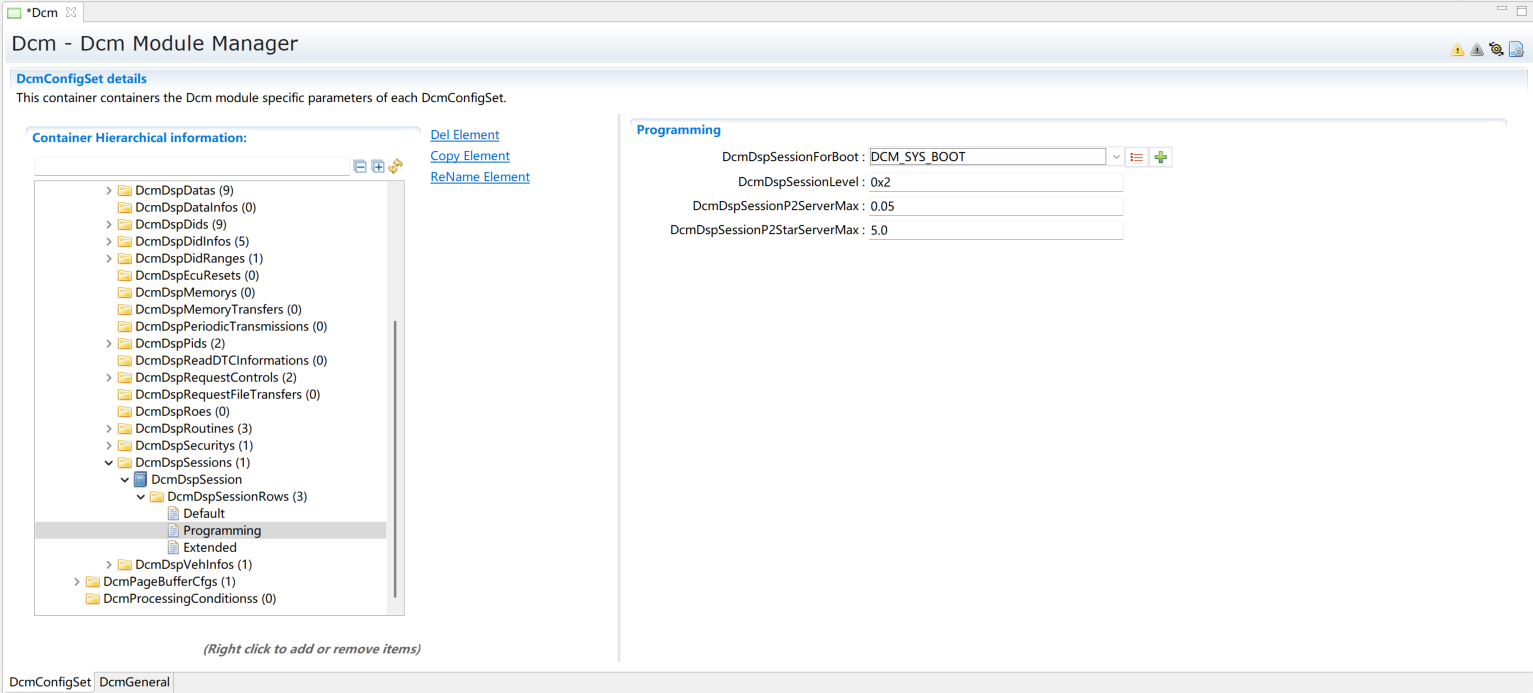 *Dcm
Dcm - Dcm Module Manager
DcmConfigSet details
This container containers the Dcm module specific parameters of each DcmConfigSet.
Container Hierarchical information:
Del Element
Copy Element
ReName Element
DcmDspDatas (9)
DcmDspDataInfos (0)
DcmDspDids (9)
DcmDspDidInfos (5)
DcmDspDidRanges (1)
DcmDspEcuResets (0)
DcmDspMemorys (0)
DcmDspMemoryTransfers (0)
DcmDspPeriodicTransmissions (0)
DcmDspPids (2)
DcmDspReadDTCInformations (0)
DcmDspRequestControls (2)
DcmDspRequestFileTransfers (0)
DcmDspRoes (0)
DcmDspRoutines (3)
DcmDspSecuritys (1)
DcmDspSessions (1)
DcmDspSession
DcmDspSessionRows (3)
Default
Programming
Extended
DcmDspVehInfos (1)
DcmPageBufferCfgs (1)
DcmProcessingConditionss (0)
(Right click to add or remove items)
Programming
DcmDspSessionForBoot : DCM_SYS_BOOT
DcmDspSessionLevel : 0x2
DcmDspSessionP2ServerMax : 0.05
DcmDspSessionP2StarServerMax : 5.0
DcmConfigSet DcmGeneral